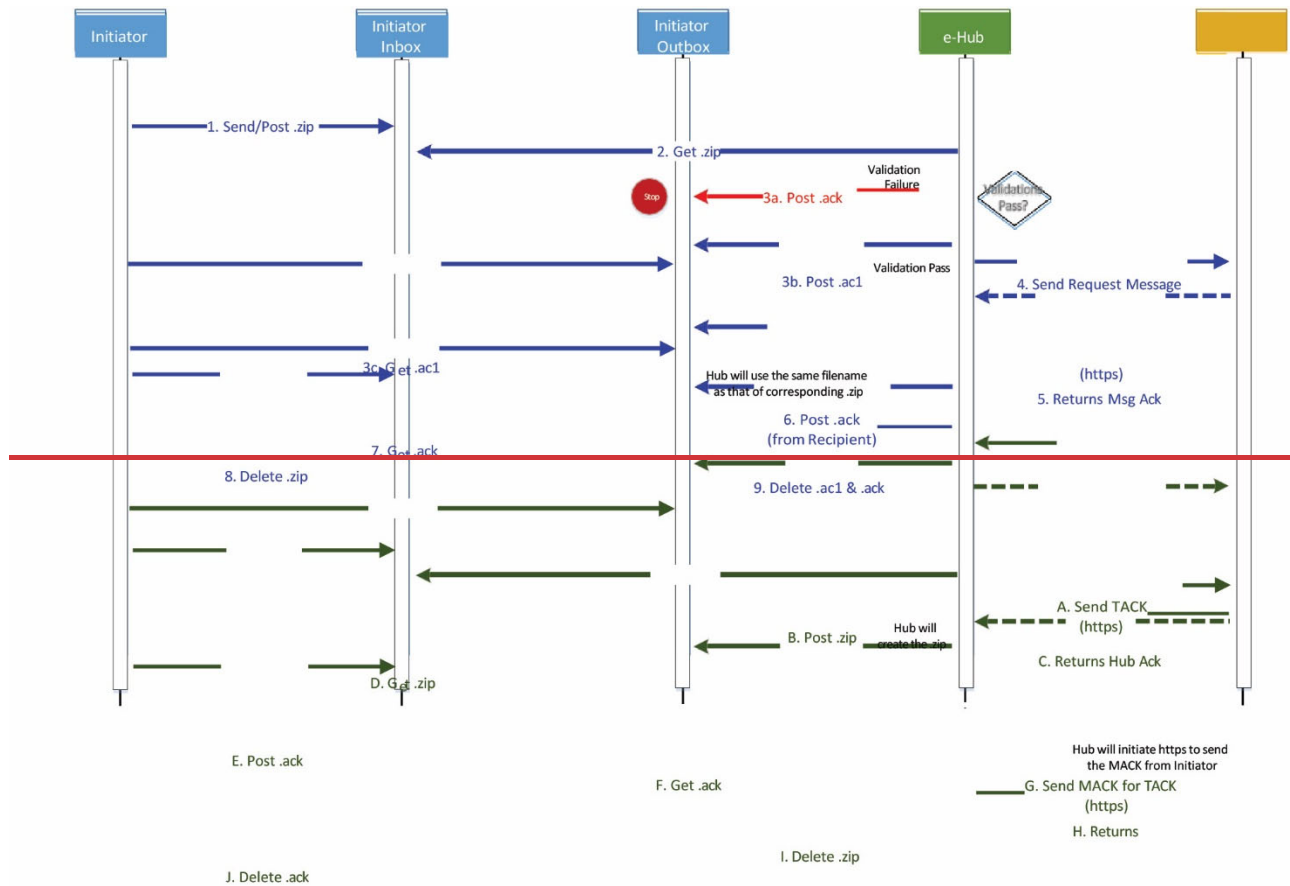 Initiator
Initiator
Inbox
Initiator
Outbox
e-Hub
1. Send/Post .zip
2. Get .zip
Validation
Failure
Stop
3a. Post .ack
Validations
Pass?
Validation Pass
3b. Post .ac1
4. Send Request Message
3c. Get .ac1
Hub will use the same filename
as that of corresponding .zip
(https)
5. Returns Msg Ack
6. Post .ack
(from Recipient)
7. Get .ack
8. Delete .zip
9. Delete .ac1 & .ack
A. Send TACK
(https)
Hub will
create the .zip
B. Post .zip
C. Returns Hub Ack
D. Get .zip
E. Post .ack
Hub will initiate https to send
the MACK from Initiator
F. Get .ack
G. Send MACK for TACK
(https)
H. Returns
I. Delete .zip
J. Delete .ack